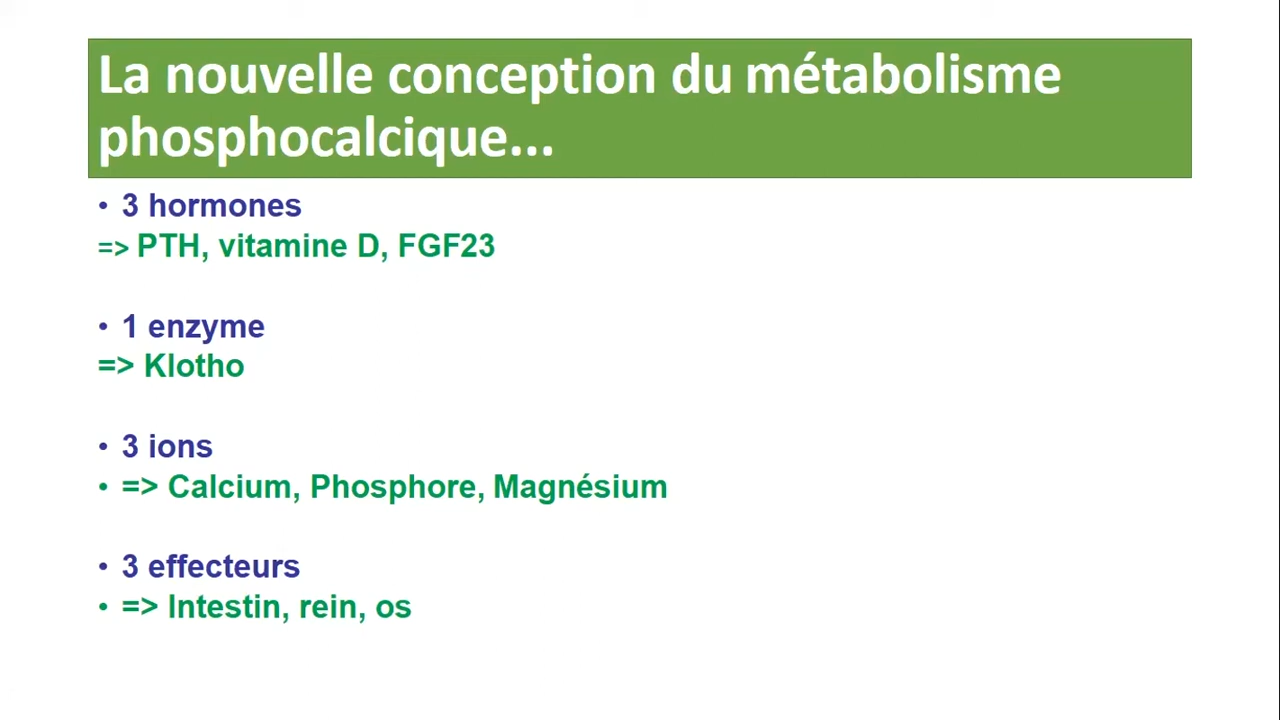 La nouvelle conception du métabolisme
phosphocalcique...
• 3 hormones
=> PTH, vitamine D, FGF23
• 1 enzyme
=> Klotho
• 3 ions
• => Calcium, Phosphore, Magnésium
• 3 effecteurs
• => Intestin, rein, os